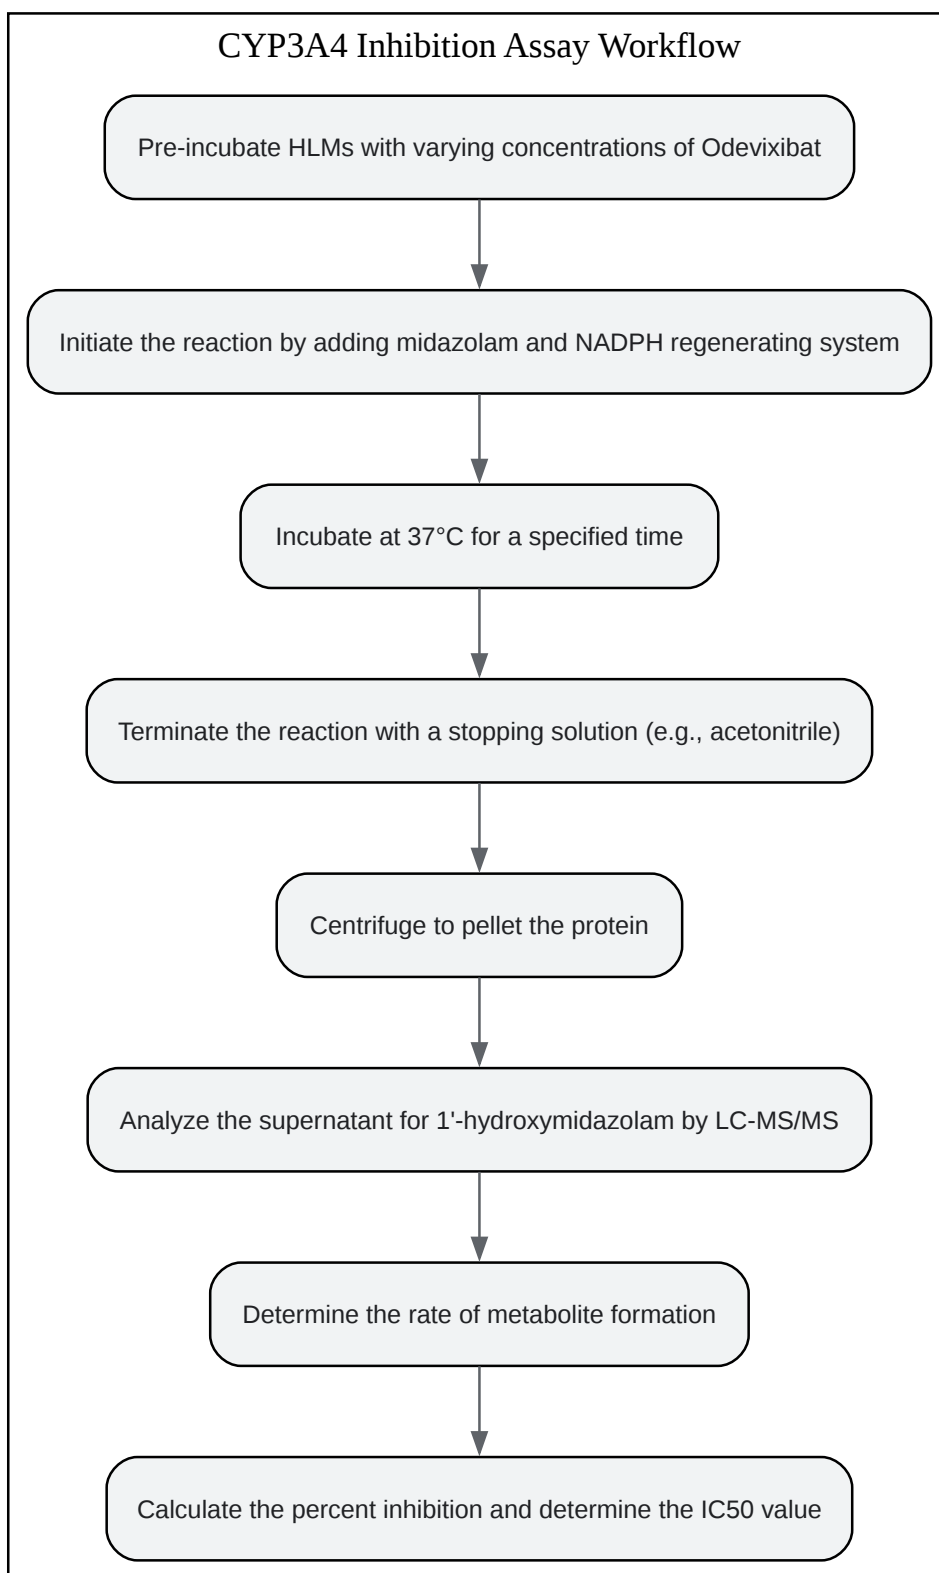 CYP3A4 Inhibition Assay Workflow
Pre-incubate HLMs with varying concentrations of Odevixibat
Initiate the reaction by adding midazolam and NADPH regenerating system
Incubate at 37°C for a specified time
Terminate the reaction with a stopping solution (e.g., acetonitrile)
Centrifuge to pellet the protein
Analyze the supernatant for 1'-hydroxymidazolam by LC-MS/MS
Determine the rate of metabolite formation
Calculate the percent inhibition and determine the IC50 value